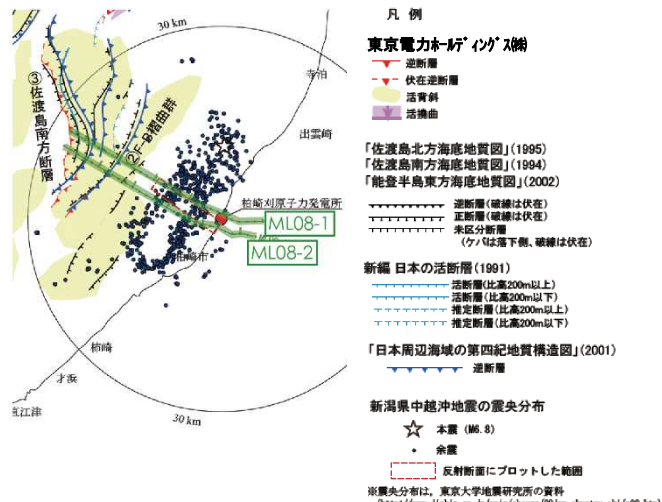 30 km
③佐渡島南方断層
②F-B褶曲群
寺泊
出雲崎
柏崎刈羽原子力発電所
ML08-1
ML08-2
柏崎市
柿崎
才浜
直江津
30 km
凡 例
東京電力ホールディングス㈱
逆断層
伏在逆断層
活背斜
活撓曲
「佐渡島北方海底地質図」(1995)
「佐渡島南方海底地質図」(1994)
「能登半島東方海底地質図」(2002)
逆断層(破線は伏在)
正断層(破線は伏在)
未区分断層
(ケバは落下側、破線は伏在)
新編 日本の活断層(1991)
活断層(比高200m以上)
活断層(比高200m以下)
推定断層(比高200m以上)
推定断層(比高200m以下)
「日本周辺海域の第四紀地質構造図」(2001)
逆断層
新潟県中越沖地震の震央分布
本震 (M6.8)
余震
反射断面にプロットした範囲
※震央分布は，東京大学地震研究所の資料